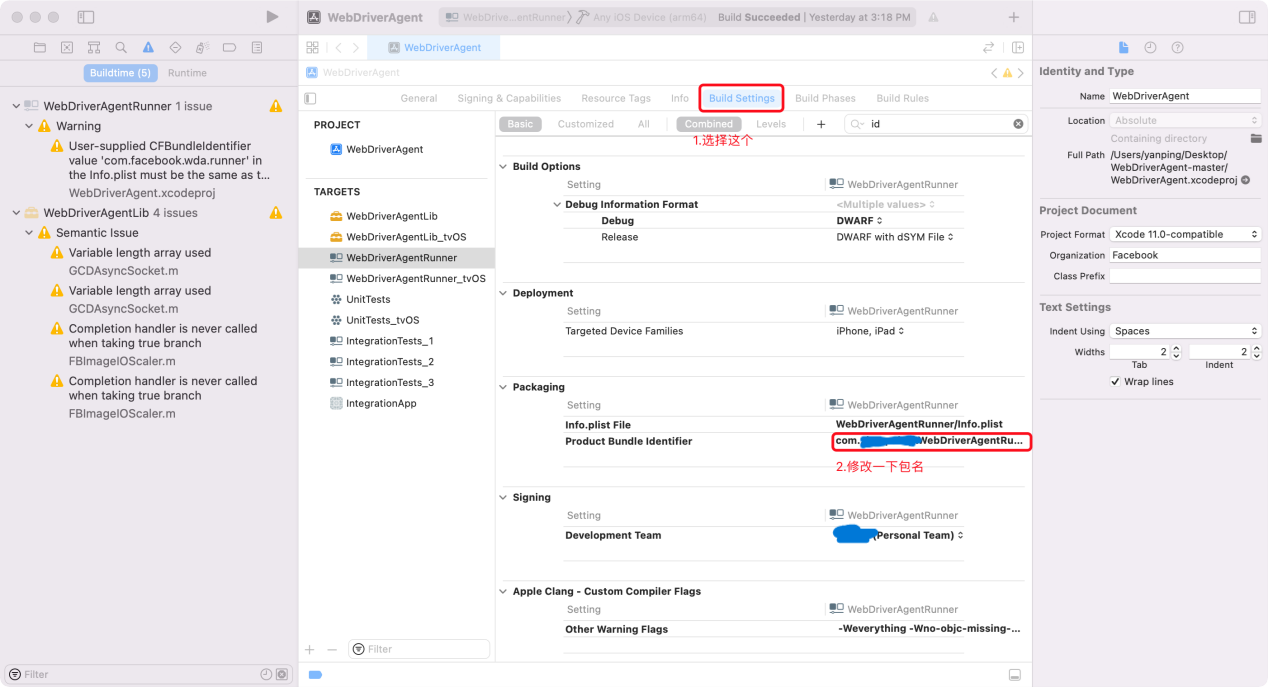 WebDriverAgent
WebDrive...entRunner
Any iOS Device (arm64)
Build Succeeded | Yesterday at 3:18 PM
WebDriverAgent
Buildtime (5)
Runtime
WebDriverAgent
General
Signing & Capabilities
Resource Tags
Info
Build Settings
Build Phases
Build Rules
Basic
Customized
All
Combined
Levels
+
id
1.选择这个
WebDriverAgentRunner 1 issue
Warning
User-supplied CFBundleIdentifier
value 'com.facebook.wda.runner' in
the Info.plist must be the same as t...
WebDriverAgent.xcodeproj
WebDriverAgentLib 4 issues
Semantic Issue
Variable length array used
GCDAsyncSocket.m
Variable length array used
GCDAsyncSocket.m
Completion handler is never called
when taking true branch
FBImageIOScaler.m
Completion handler is never called
when taking true branch
FBImageIOScaler.m
Filter
PROJECT
WebDriverAgent
TARGETS
WebDriverAgentLib
WebDriverAgentLib_tvOS
WebDriverAgentRunner
WebDriverAgentRunner_tvOS
UnitTests
UnitTests_tvOS
IntegrationTests_1
IntegrationTests_2
IntegrationTests_3
IntegrationApp
Filter
Build Options
Setting
WebDriverAgentRunner
Debug Information Format
<Multiple values>
Debug
DWARF
Release
DWARF with dSYM File
Deployment
Setting
WebDriverAgentRunner
Targeted Device Families
iPhone, iPad
Packaging
Setting
WebDriverAgentRunner
Info.plist File
WebDriverAgentRunner/Info.plist
Product Bundle Identifier
com. WebDriverAgentRu...
2.修改一下包名
Signing
Setting
WebDriverAgentRunner
Development Team
(Personal Team)
Apple Clang - Custom Compiler Flags
Setting
WebDriverAgentRunner
Other Warning Flags
-Weverything -Wno-objc-missing-...
Identity and Type
Name
WebDriverAgent
Location
Absolute
Containing directory
Full Path
/Users/yanping/Desktop/
WebDriverAgent-master/
WebDriverAgent.xcodeproj
Project Document
Project Format
Xcode 11.0-compatible
Organization
Facebook
Class Prefix
Text Settings
Indent Using
Spaces
Widths
2
2
Tab
Indent
Wrap lines